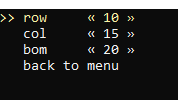 >> row « 10 »
col « 15 »
bom « 20 »
back to menu